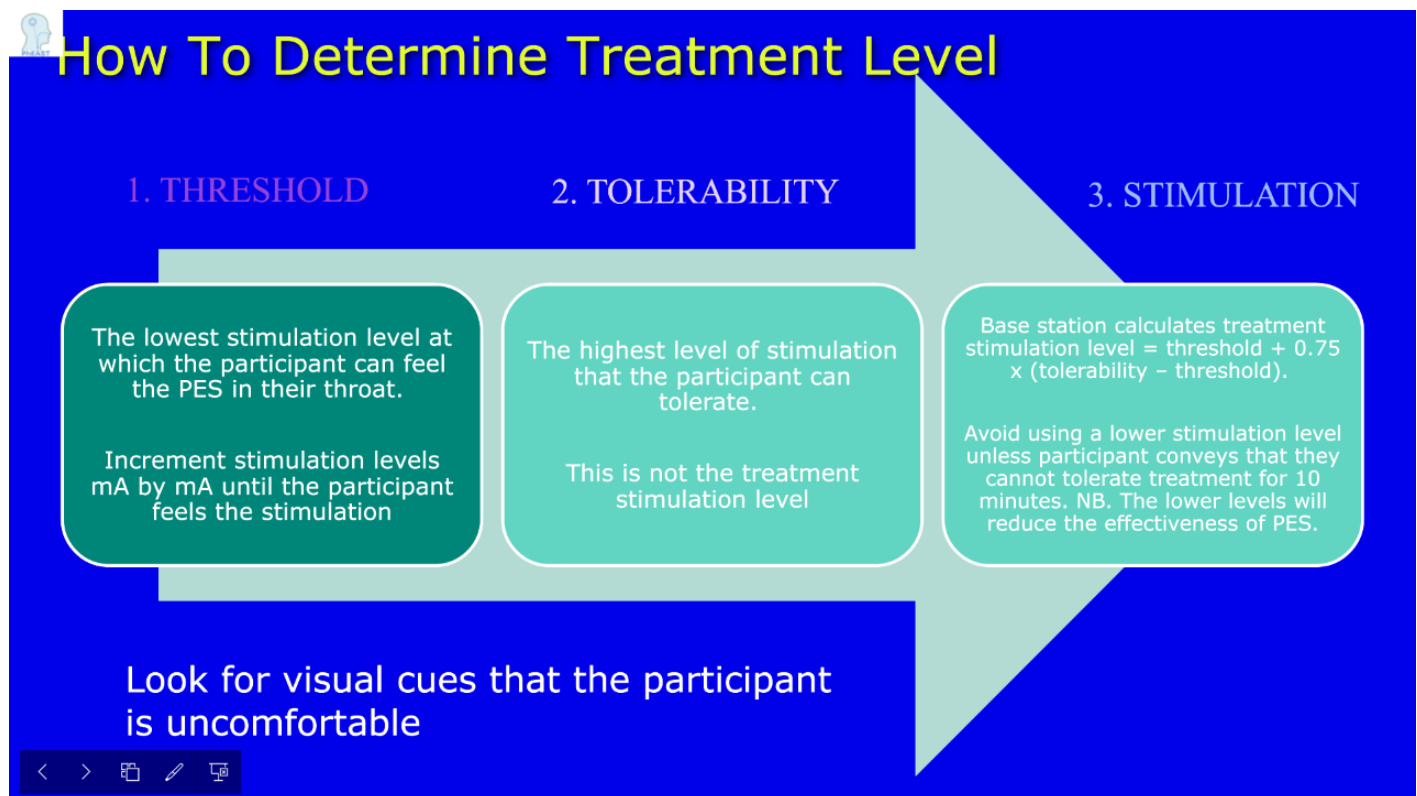 How To Determine Treatment Level
1. THRESHOLD
2. TOLERABILITY
3. STIMULATION
The lowest stimulation level at
which the participant can feel
the PES in their throat.
Increment stimulation levels
mA by mA until the participant
feels the stimulation
The highest level of stimulation
that the participant can
tolerate.
This is not the treatment
stimulation level
Base station calculates treatment
stimulation level = threshold + 0.75
x (tolerability – threshold).
Avoid using a lower stimulation level
unless participant conveys that they
cannot tolerate treatment for 10
minutes. NB. The lower levels will
reduce the effectiveness of PES.
Look for visual cues that the participant
is uncomfortable